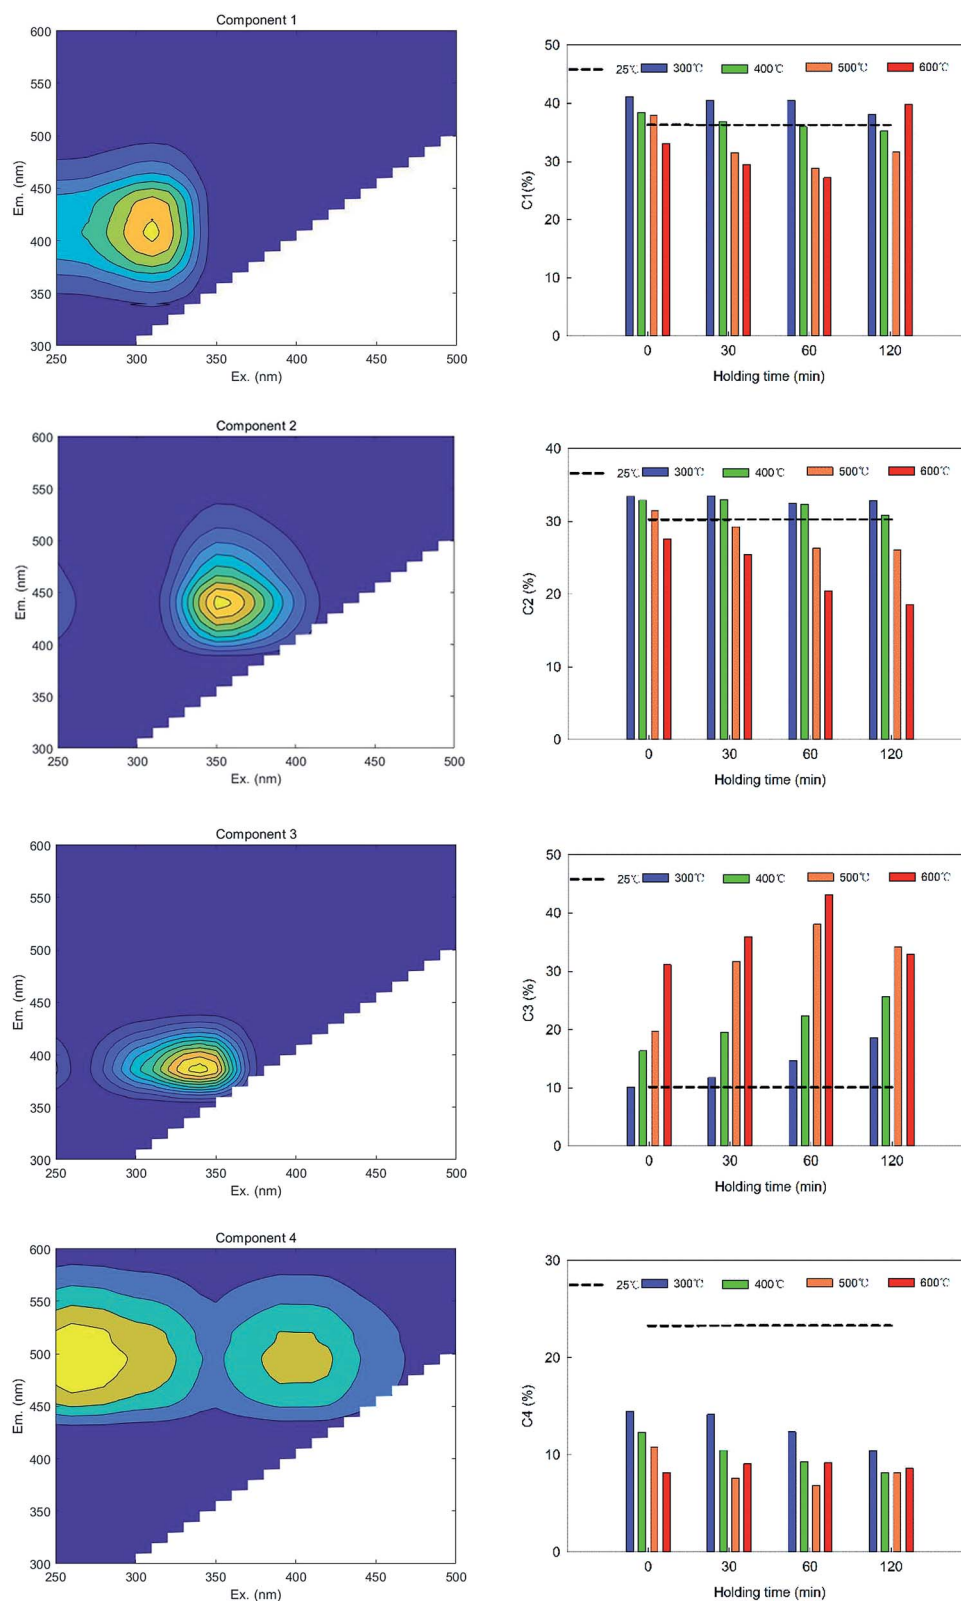 Component 1
600
550
500
450
400
350
300
Em. (nm)
250 300 350 400 450 500
Ex. (nm)
50
40
30
20
10
0
C1(%)
25℃ 300℃ 400℃ 500℃ 600℃
0 30 60 120
Holding time (min)
Component 2
600
550
500
450
400
350
300
Em. (nm)
250 300 350 400 450 500
Ex. (nm)
40
30
20
10
0
C2 (%)
25℃ 300℃ 400℃ 500℃ 600℃
0 30 60 120
Holding time (min)
Component 3
600
550
500
450
400
350
300
Em. (nm)
250 300 350 400 450 500
Ex. (nm)
50
40
30
20
10
0
C3 (%)
25℃ 300℃ 400℃ 500℃ 600℃
0 30 60 120
Holding time (min)
Component 4
600
550
500
450
400
350
300
Em. (nm)
250 300 350 400 450 500
Ex. (nm)
30
20
10
0
C4 (%)
25℃ 300℃ 400℃ 500℃ 600℃
0 30 60 120
Holding time (min)